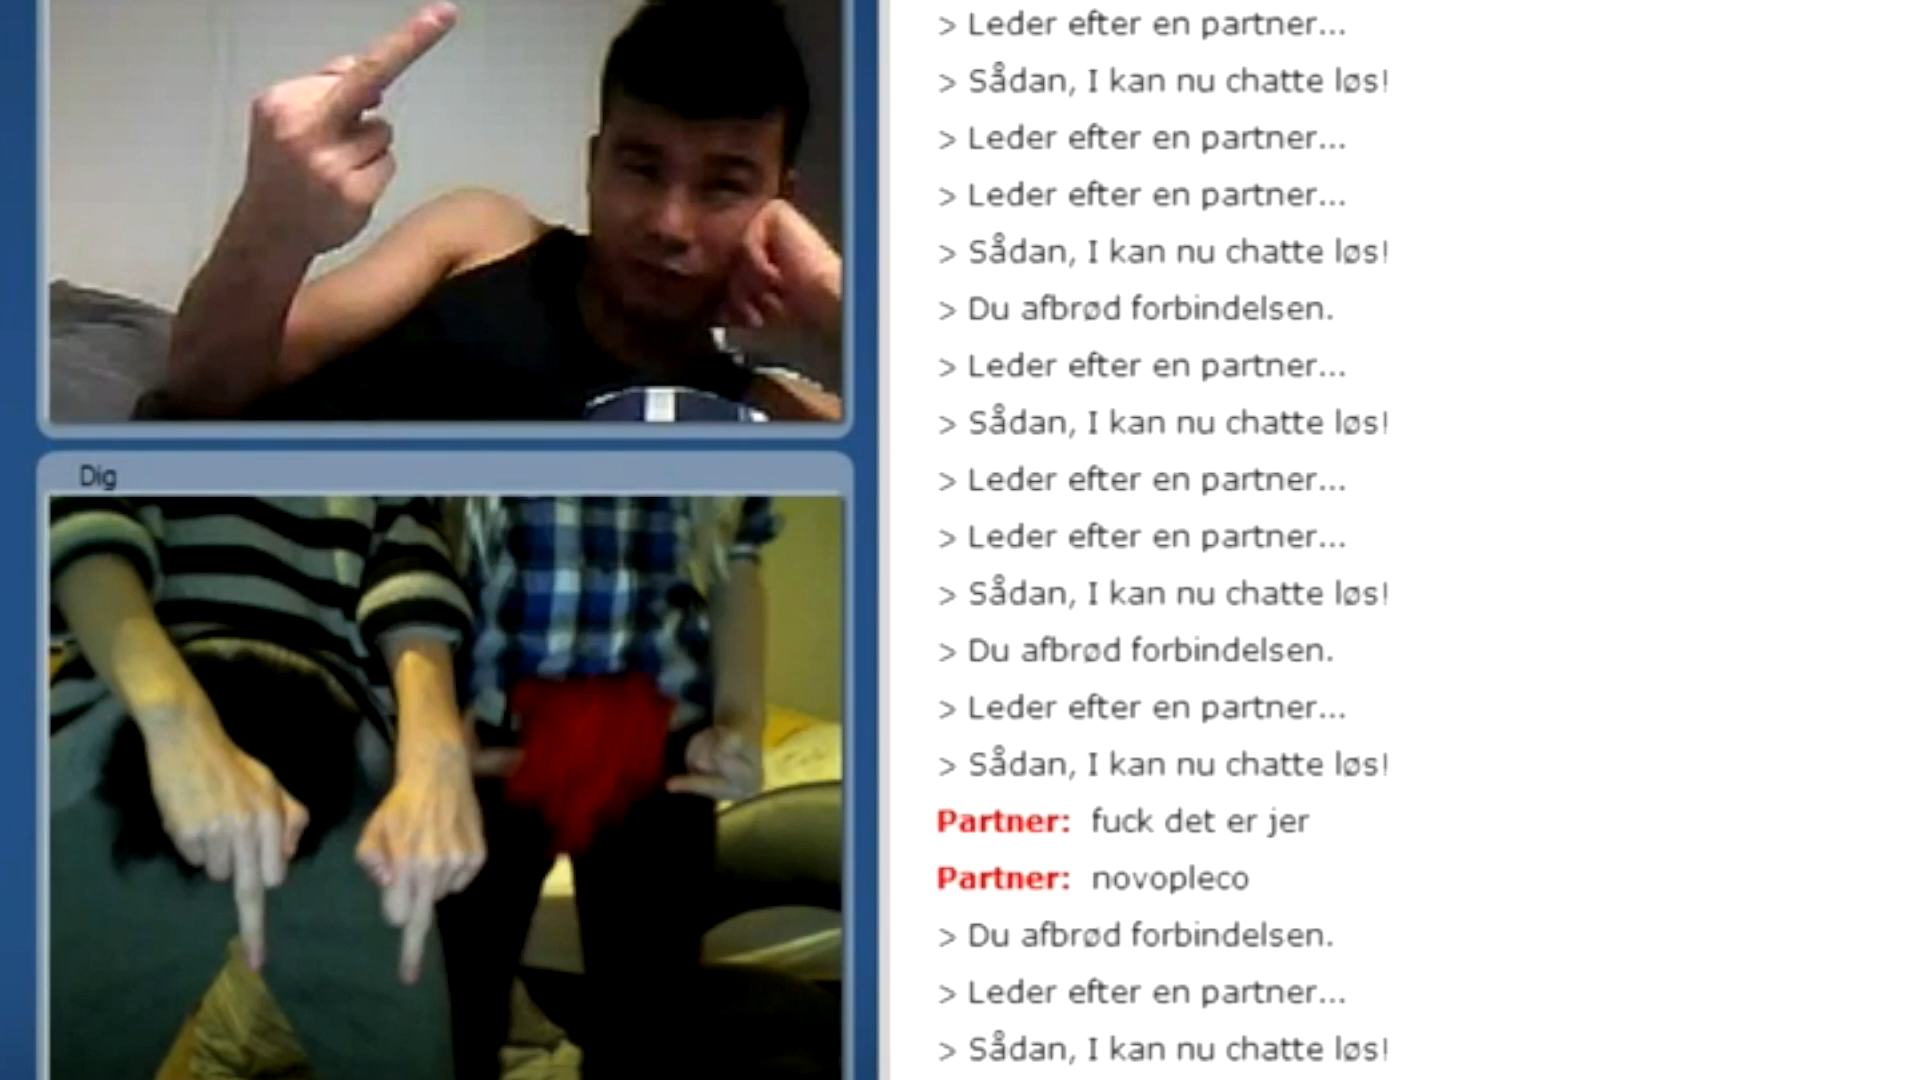 > Leder efter en partner...
> Sådan, I kan nu chatte løs!
> Leder efter en partner...
> Leder efter en partner...
> Sådan, I kan nu chatte løs!
> Du afbrød forbindelsen.
> Leder efter en partner...
> Sådan, I kan nu chatte løs!
Dig
> Leder efter en partner...
> Leder efter en partner...
> Sådan, I kan nu chatte løs!
> Du afbrød forbindelsen.
> Leder efter en partner...
> Sådan, I kan nu chatte løs!
Partner: fuck det er jer
Partner: novopleco
> Du afbrød forbindelsen.
> Leder efter en partner...
> Sådan, I kan nu chatte løs!